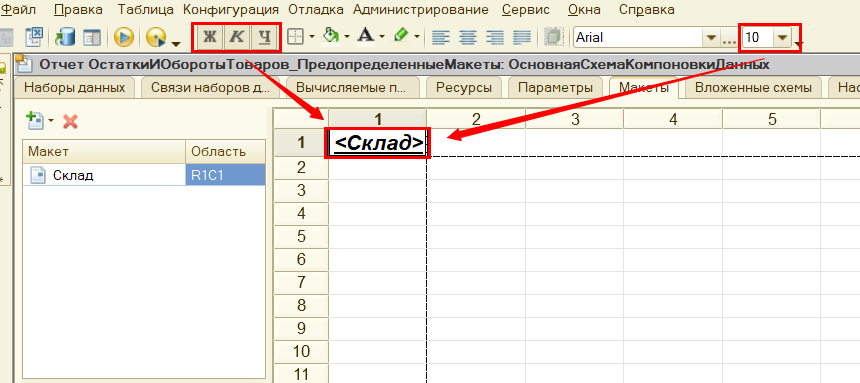 Файл Правка Таблица Конфигурация Отладка Администрирование Сервис Окна Справка
Ж К Ч Arial ... 10
Отчет ОстаткиИОборотыТоваров_ПредопределенныеМакеты: ОсновнаяСхемаКомпоновкиДанных
Наборы данных Связи наборов д... Вычисляемые п... Ресурсы Параметры Макеты Вложенные схемы Нас
1 2 3 4 5
Макет Область
Склад R1C1
1 <Склад>
2
3
4
5
6
7
8
9
10
11